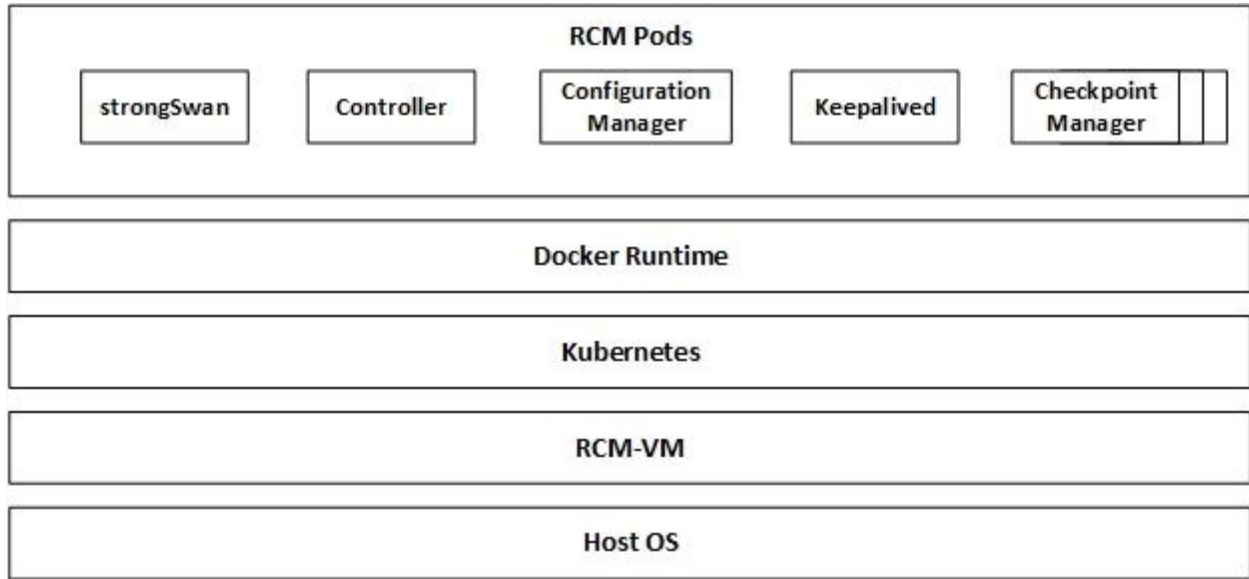 RCM Pods
strongSwan
Controller
Configuration
Manager
Keepalived
Checkpoint
Manager
Docker Runtime
Kubernetes
RCM-VM
Host OS